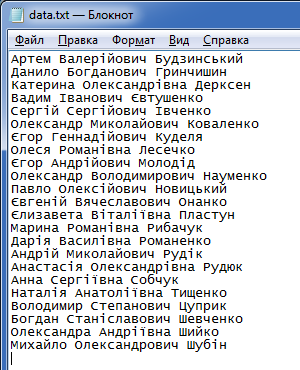 data.txt — Блокнот
Файл Правка Формат Вид Справка
Артем Валерійович Будзинський
Данило Богданович Гринчишин
Катерина Олександрівна Дерксен
Вадим Іванович Євтушенко
Сергій Сергійович Івченко
Олександр Миколайович Коваленко
Єгор Геннадійович Куделя
Олеся Романівна Лесечко
Єгор Андрійович Молодід
Олександр Володимирович Науменко
Павло Олексійович Новицький
Євгеній Вячеславович Онанко
Єлизавета Віталіївна Пластун
Марина Романівна Рибачук
Дарія Василівна Романенко
Андрій Миколайович Рудік
Анастасія Олександрівна Рудюк
Анна Сергіївна Собчук
Наталія Анатоліївна Тищенко
Володимир Степанович Цуприк
Богдан Станіславович Шевченко
Олександра Андріївна Шийко
Михайло Олександрович Шубін